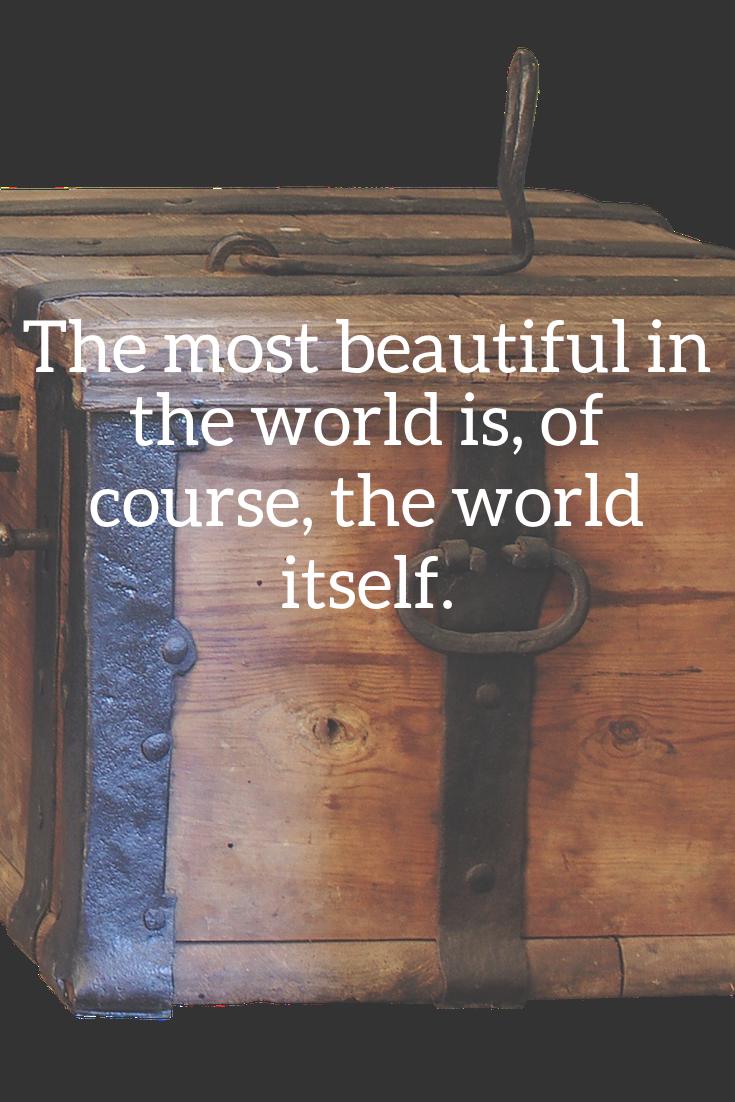 The most beautiful in
the world is, of
course, the world
itself.